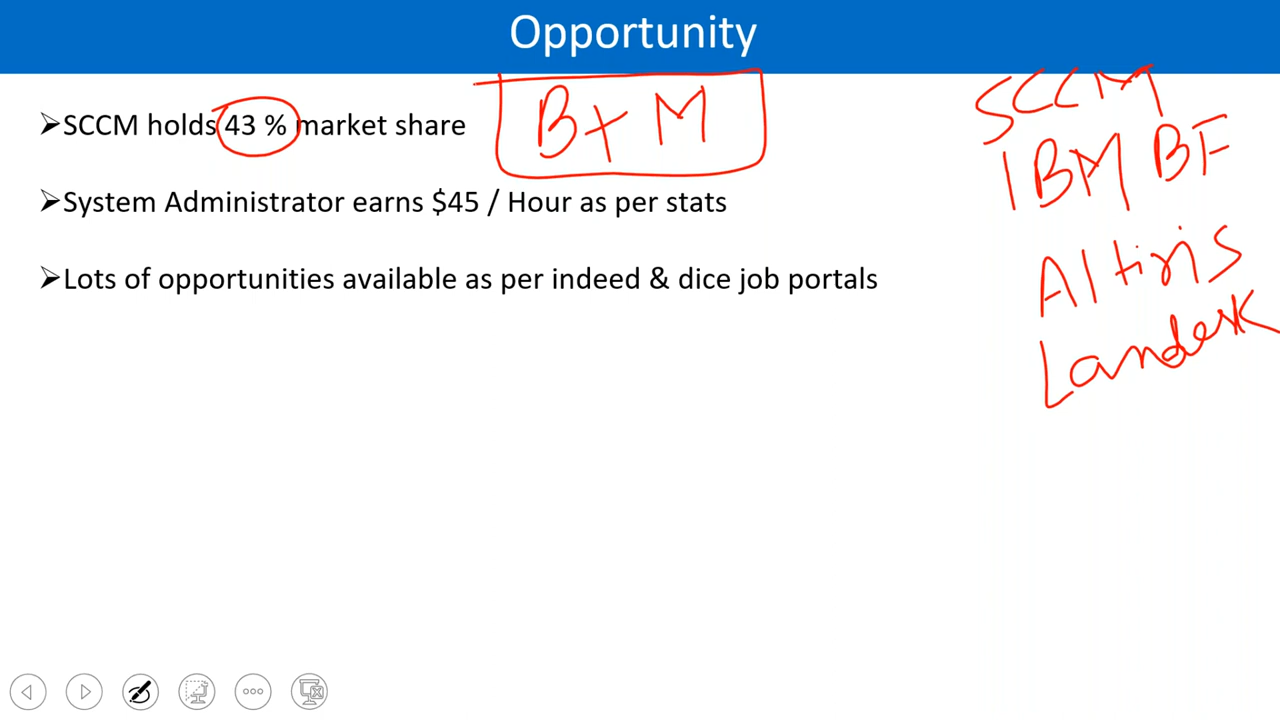 Opportunity
➢SCCM holds 43 % market share
B+ M
➢System Administrator earns $45 / Hour as per stats
➢Lots of opportunities available as per indeed & dice job portals
SCCM
IBM BF
Altiris
Landesk